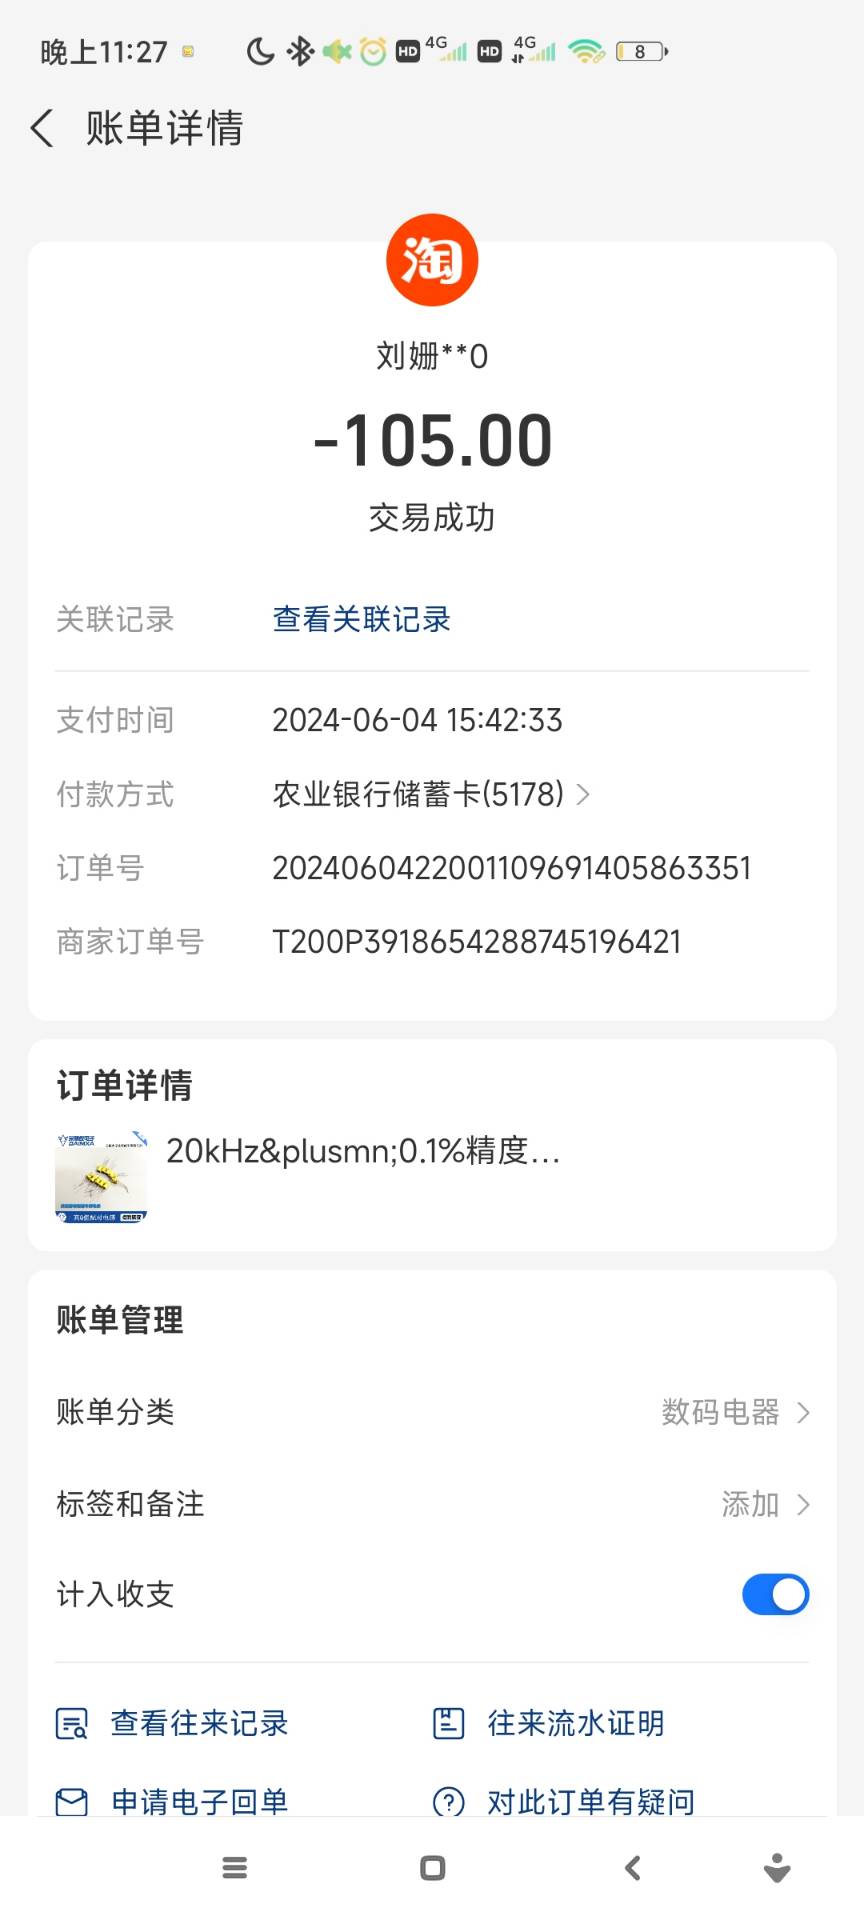 晚上11:27
HD 4G HD 4G 8
账单详情
淘
刘姗**0
-105.00
交易成功
关联记录 查看关联记录
支付时间 2024-06-04 15:42:33
付款方式 农业银行储蓄卡(5178)
订单号 2024060422001109691405863351
商家订单号 T200P3918654288745196421
订单详情
20kHz&plusmn;0.1%精度...
账单管理
账单分类 数码电器
标签和备注 添加
计入收支
查看往来记录 往来流水证明
申请电子回单 对此订单有疑问